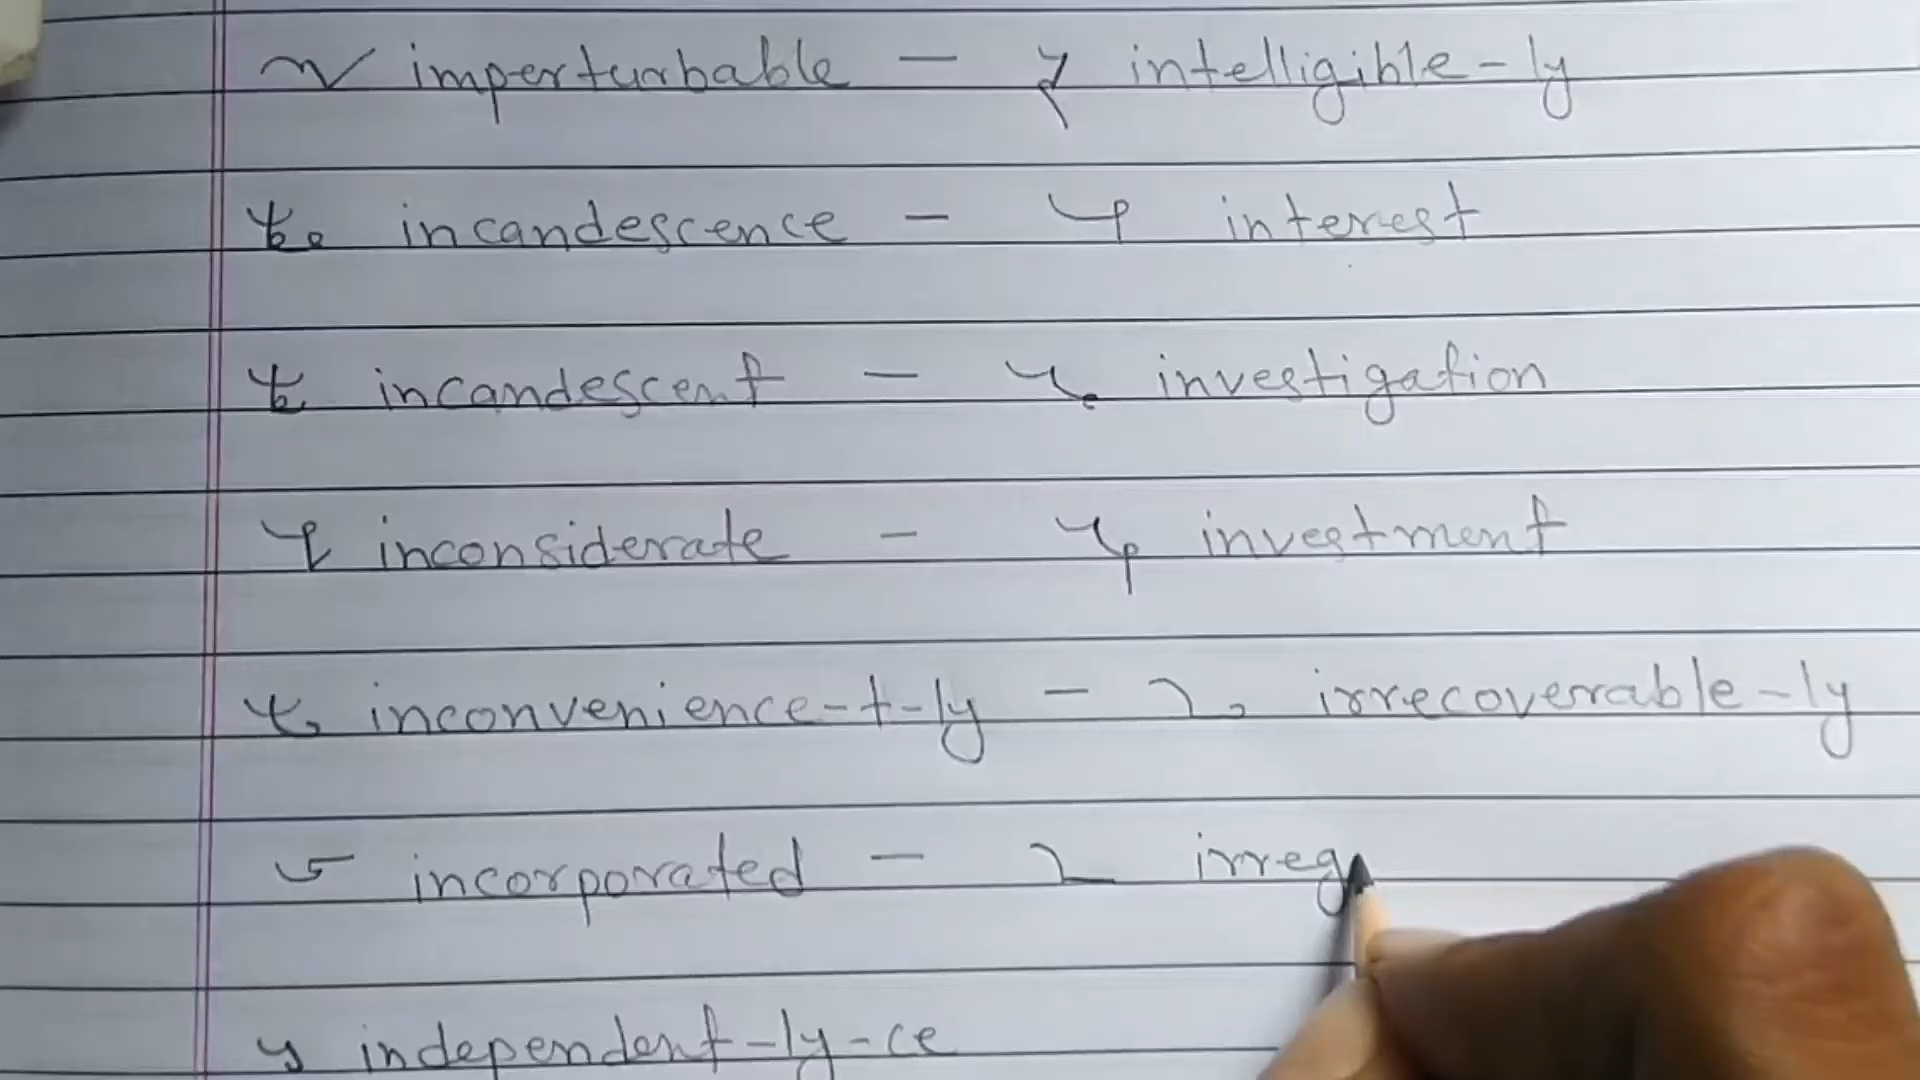 imperturbable - intelligible-ly
incandescence - interest
incandescent - investigation
inconsiderate - investment
inconvenience-t-ly - irrecoverable-ly
incorporated - irreg
independent-ly-ce